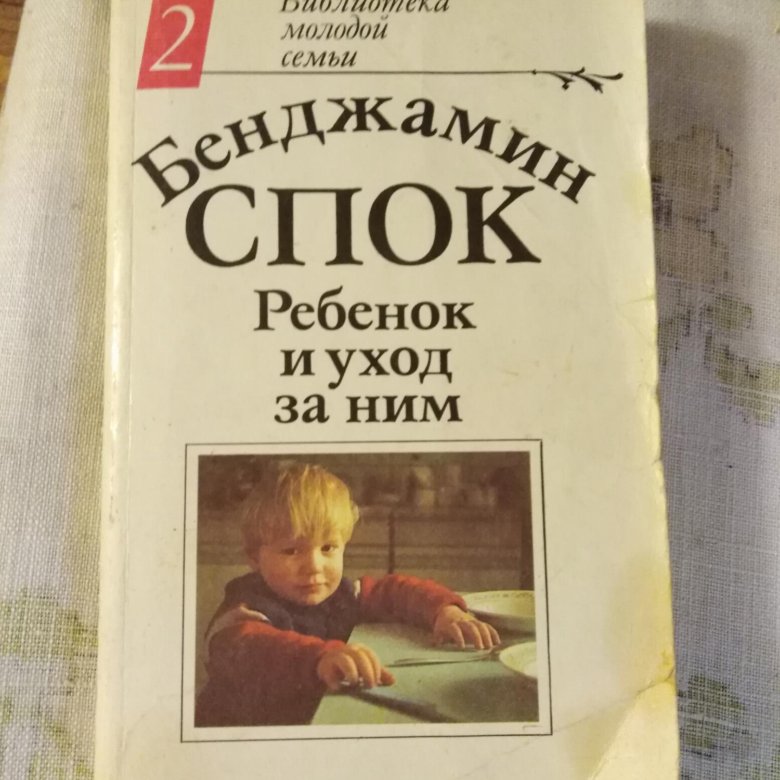 2
Библиотека
молодой
семьи
Бенджамин
СПОК
Ребенок
и уход
за ним